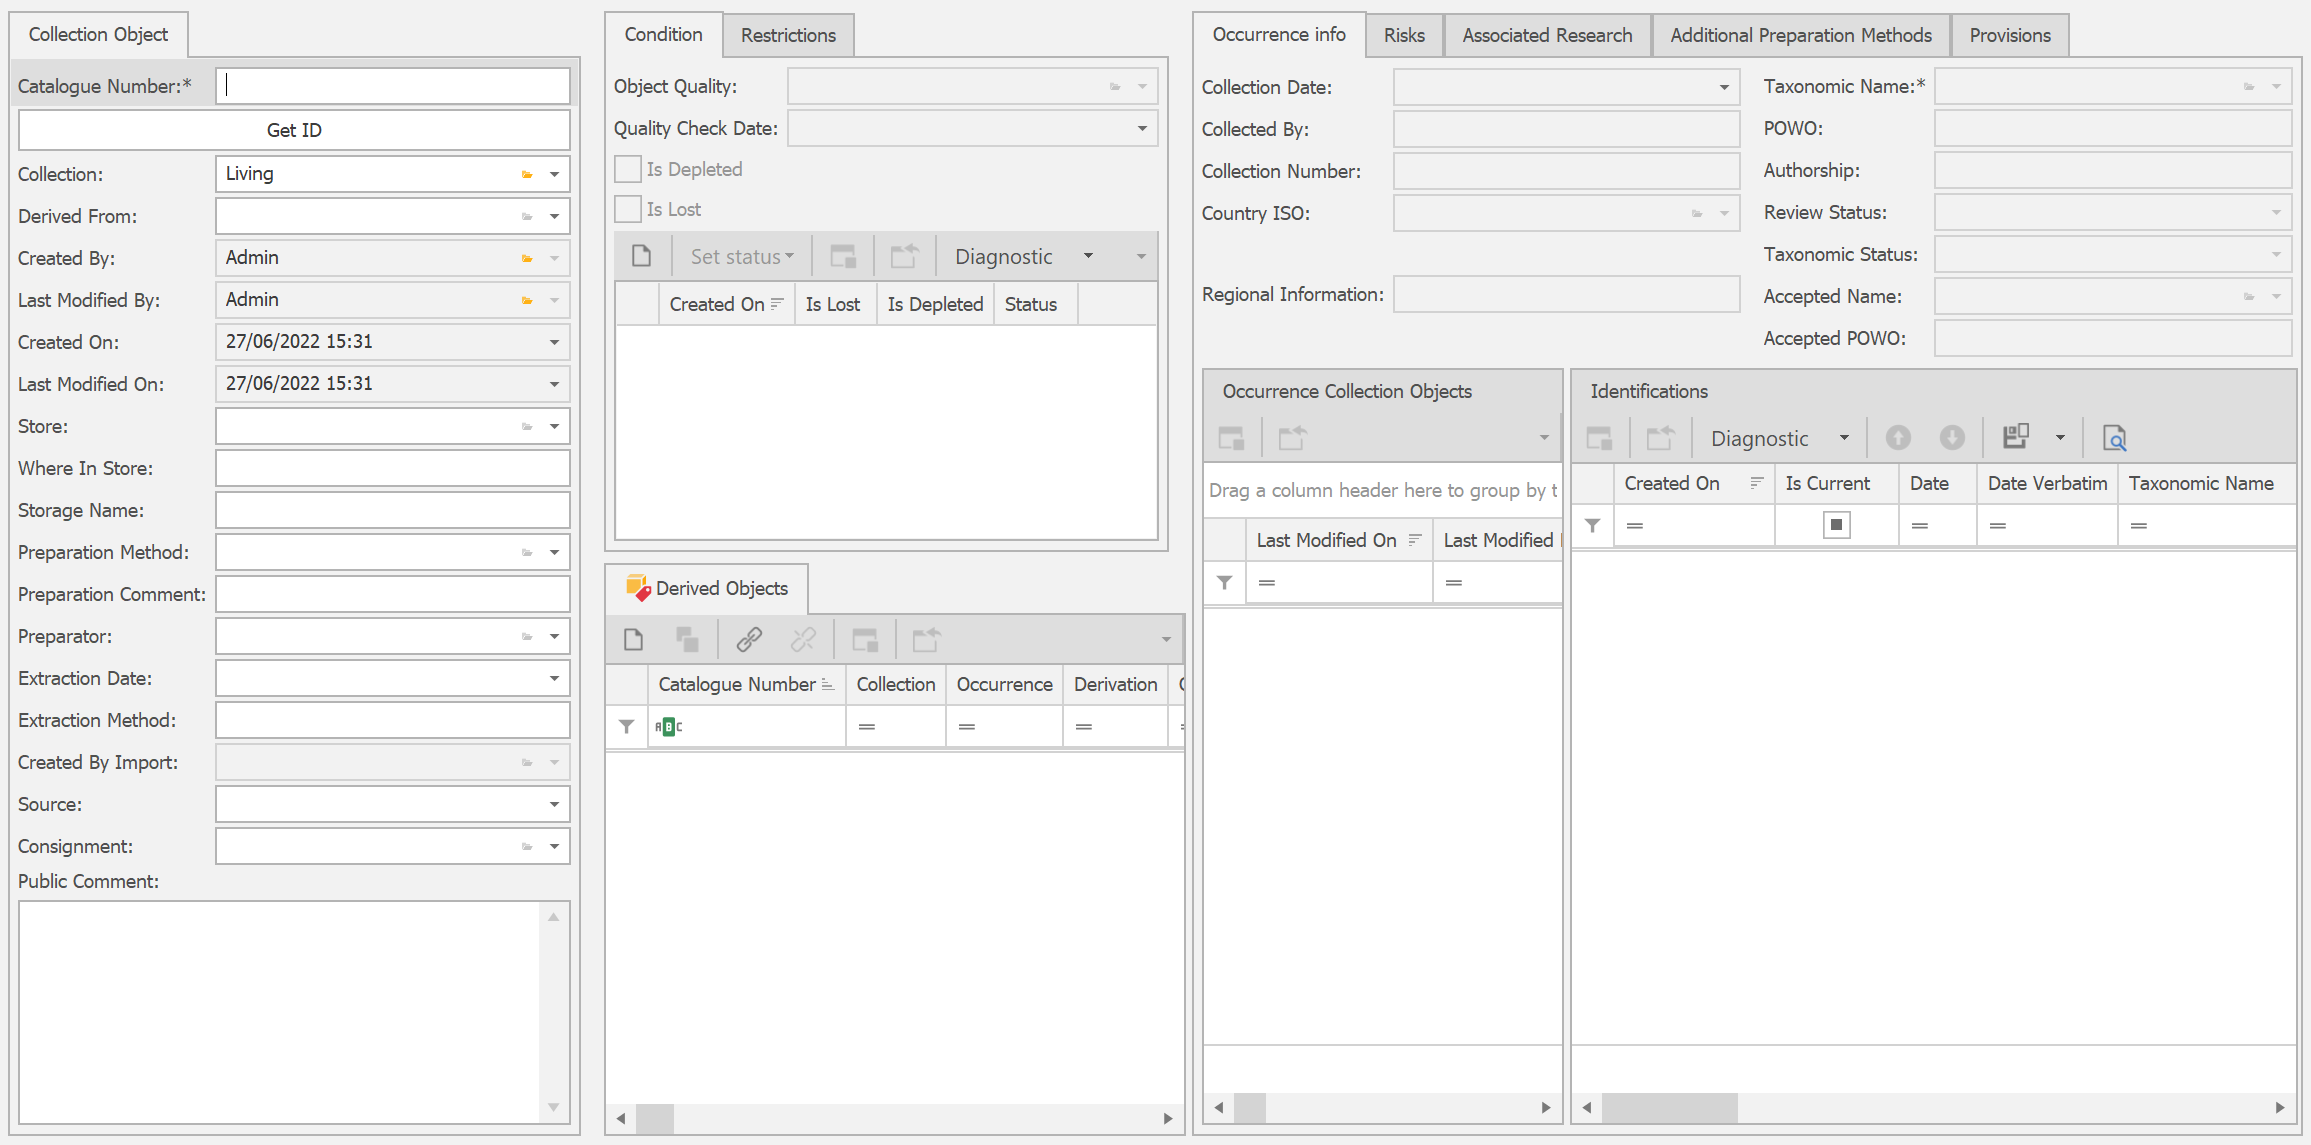 Collection Object
Catalogue Number:*
Get ID
Collection: Living
Derived From:
Created By: Admin
Last Modified By: Admin
Created On: 27/06/2022 15:31
Last Modified On: 27/06/2022 15:31
Store:
Where In Store:
Storage Name:
Preparation Method:
Preparation Comment:
Preparator:
Extraction Date:
Extraction Method:
Created By Import:
Source:
Consignment:
Public Comment:
Condition Restrictions
Object Quality:
Quality Check Date:
Is Depleted
Is Lost
Set status Diagnostic
Created On Is Lost Is Depleted Status
Derived Objects
Catalogue Number Collection Occurrence Derivation
ABC = = =
Occurrence info Risks Associated Research Additional Preparation Methods Provisions
Collection Date:
Collected By:
Collection Number:
Country ISO:
Regional Information:
Taxonomic Name:*
POWO:
Authorship:
Review Status:
Taxonomic Status:
Accepted Name:
Accepted POWO:
Occurrence Collection Objects
Drag a column header here to group by t
Last Modified On Last Modified
= =
Identifications
Diagnostic
Created On Is Current Date Date Verbatim Taxonomic Name
= = = =